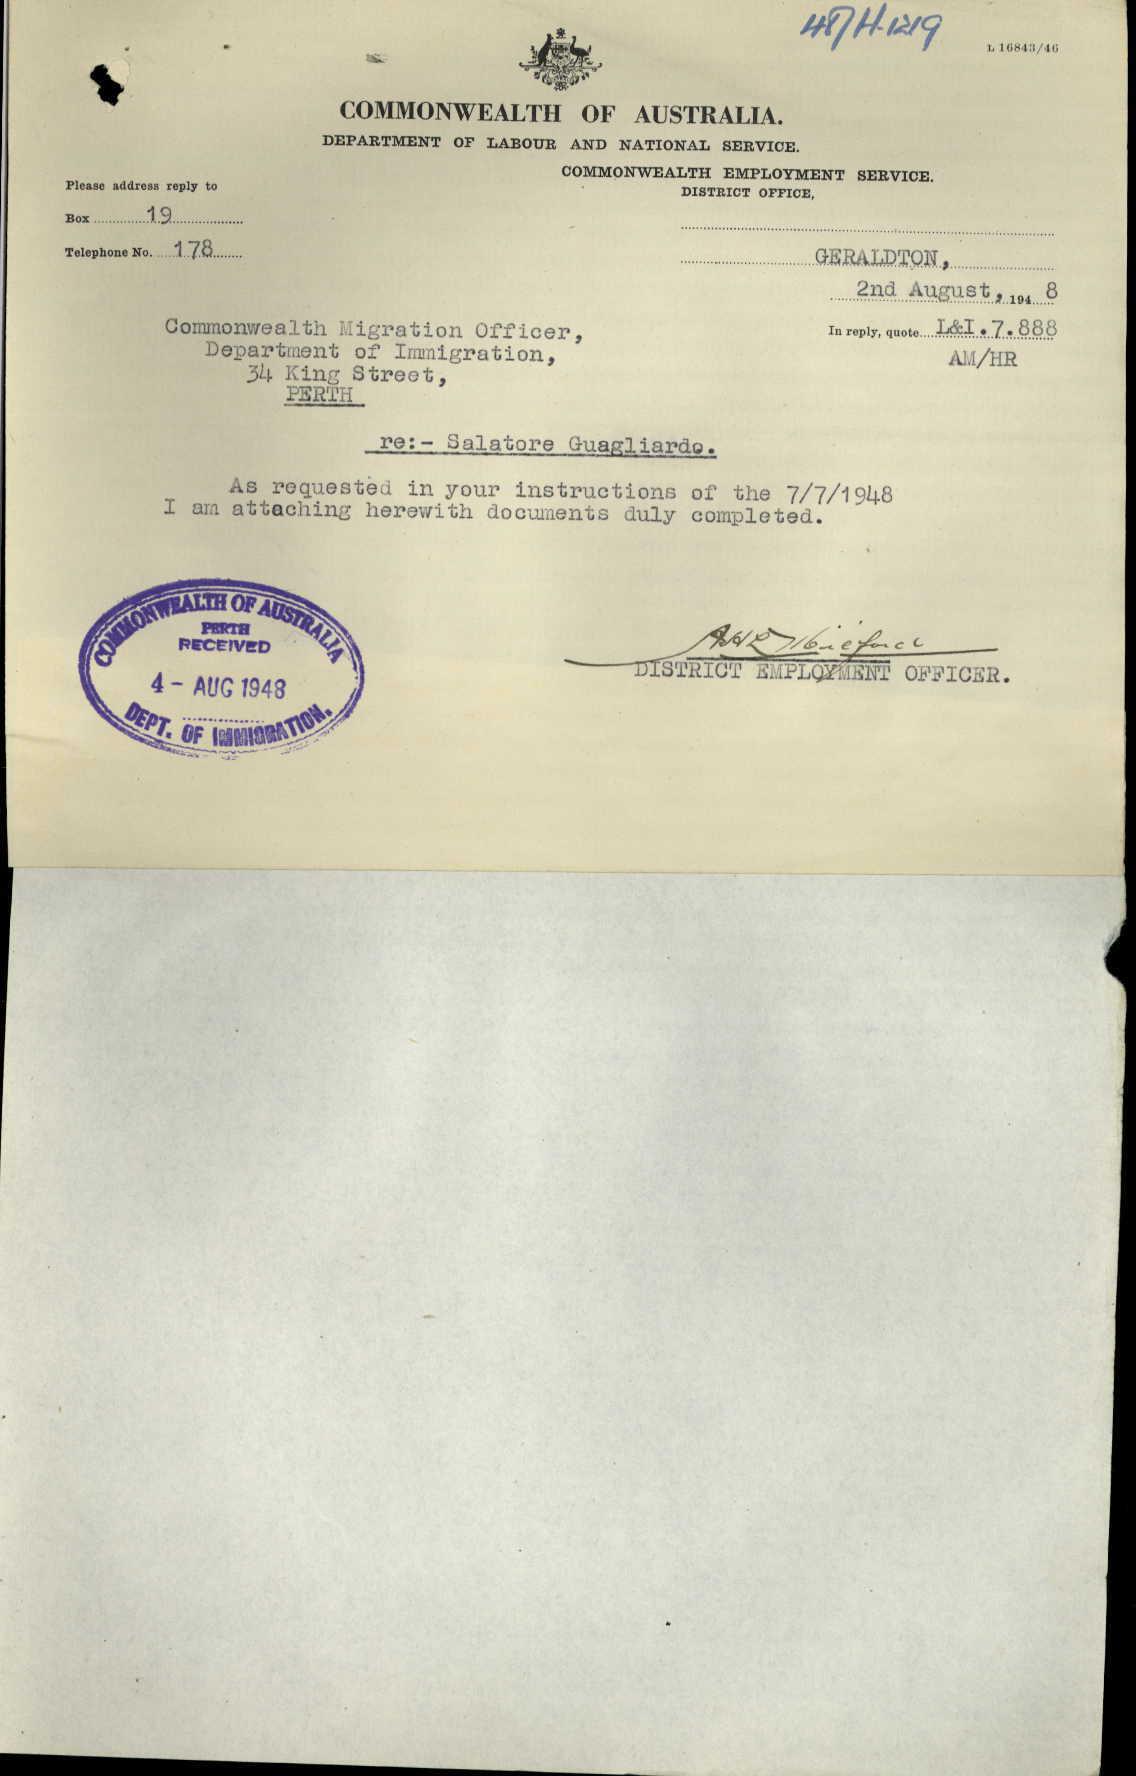 L 16843/46
COMMONWEALTH OF AUSTRALIA.
DEPARTMENT OF LABOUR AND NATIONAL SERVICE.
COMMONWEALTH EMPLOYMENT SERVICE.
DISTRICT OFFICE,
Please address reply to
Box 19
Telephone No. 178
GERALDTON,
2nd August, 1948
In reply, quote L&I.7.888
AM/HR
Commonwealth Migration Officer,
Department of Immigration,
34 King Street,
PERTH
re:- Salatore Guagliardo.
As requested in your instructions of the 7/7/1948
I am attaching herewith documents duly completed.
COMMONWEALTH OF AUSTRALIA
PERTH
RECEIVED
4 - AUG 1948
DEPT. OF IMMIGRATION.
DISTRICT EMPLOYMENT OFFICER.